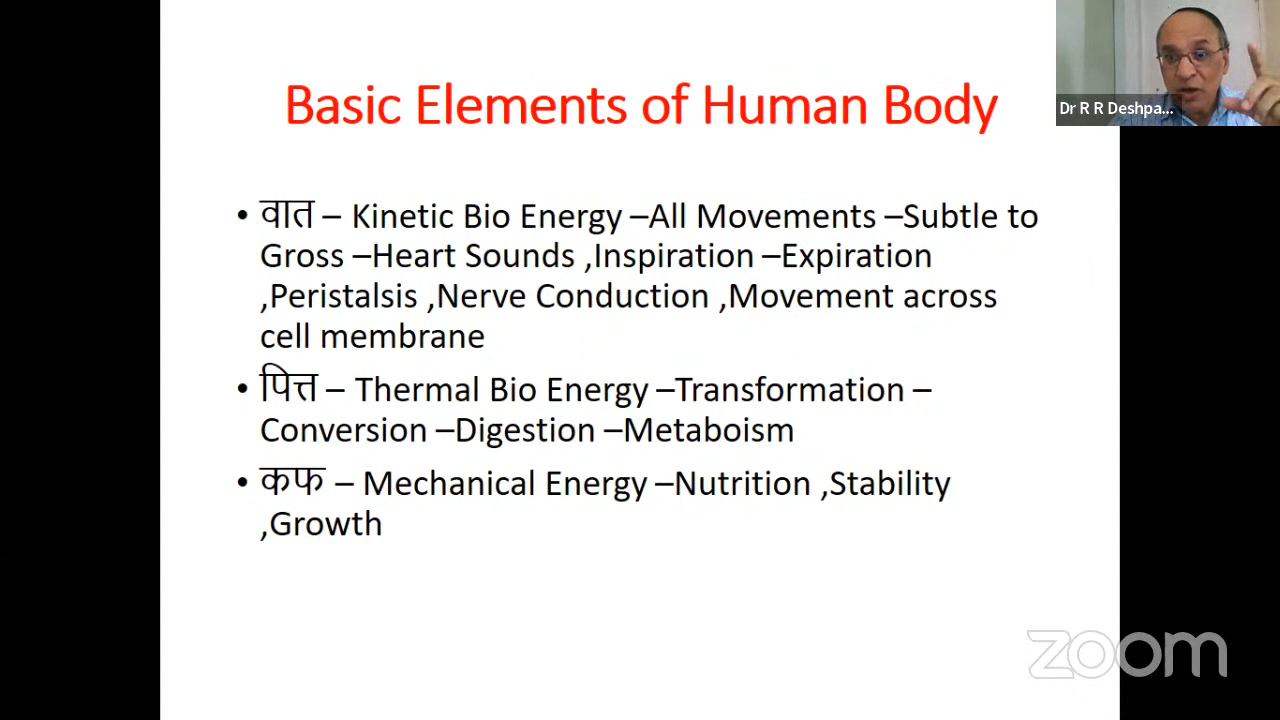 Basic Elements of Human Body
Dr R R Deshpa...
• वात – Kinetic Bio Energy –All Movements –Subtle to
Gross –Heart Sounds ,Inspiration –Expiration
,Peristalsis ,Nerve Conduction ,Movement across
cell membrane
• पित्त – Thermal Bio Energy –Transformation –
Conversion –Digestion –Metaboism
• कफ – Mechanical Energy –Nutrition ,Stability
,Growth
zoom